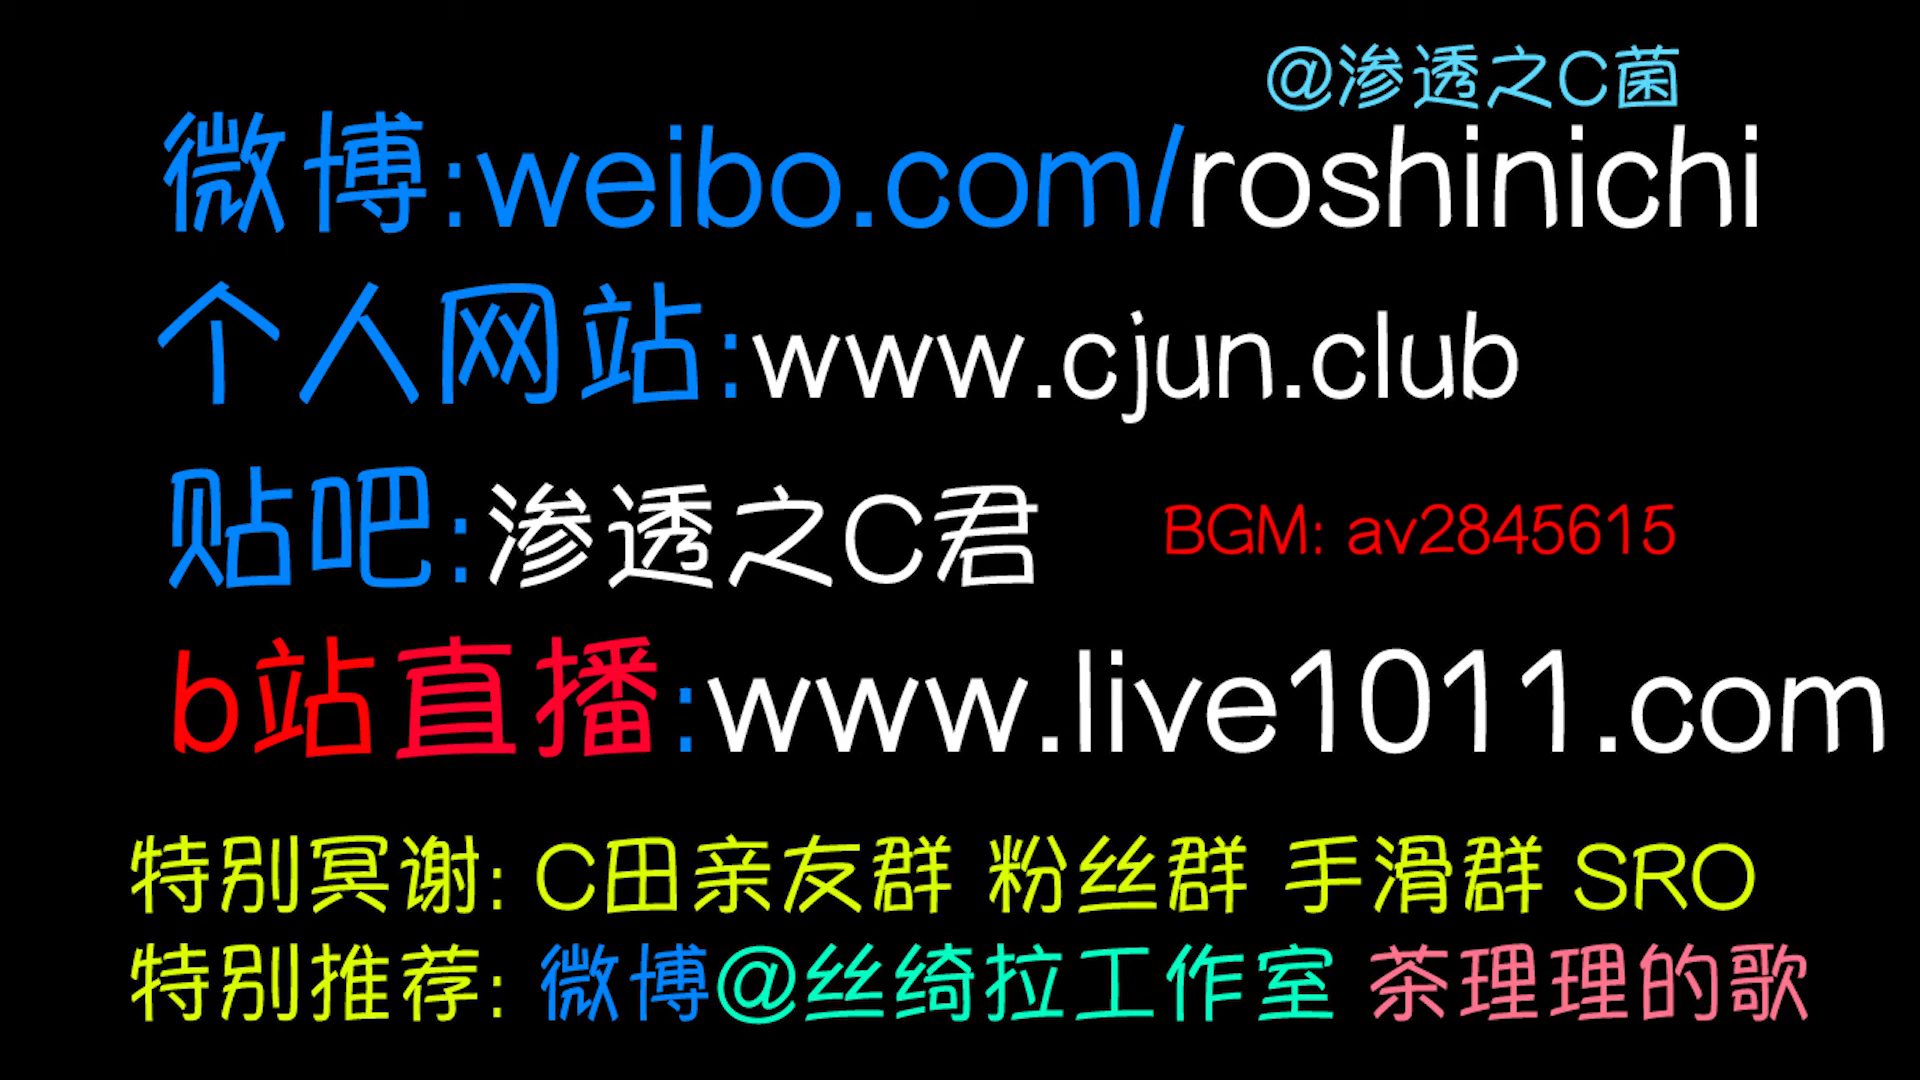 @渗透之C菌
微博:weibo.com/roshinichi
个人网站:www.cjun.club
贴吧:渗透之C君
BGM: av2845615
b站直播:www.live1011.com
特别冥谢: C田亲友群 粉丝群 手滑群 SRO
特别推荐: 微博@丝绮拉工作室 茶理理的歌